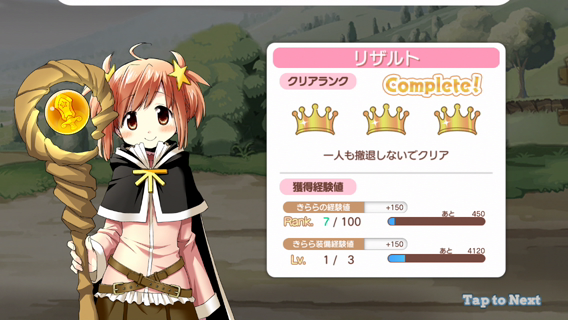 リザルト
クリアランク
Complete!
一人も撤退しないでクリア
獲得経験値
きららの経験値 +150
あと 450
Rank. 7 / 100
きらら装備経験値 +150
あと 4120
Lv. 1 / 3
Tap to Next